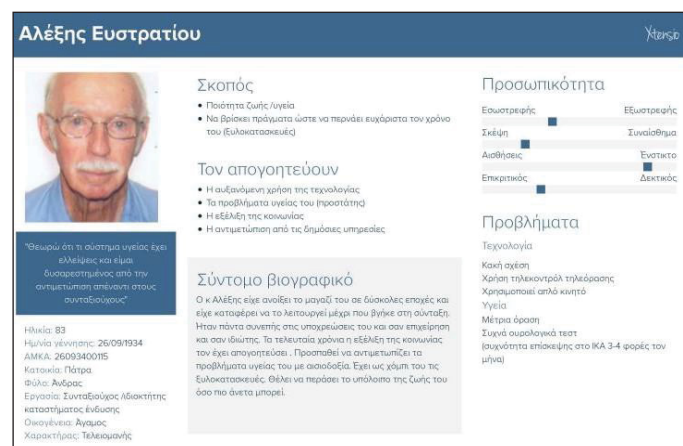 Αλέξης Ευστρατίου
Xtensio
"Θεωρώ ότι τι σύστημα υγείας έχει
ελλείψεις και είμαι
δυσαρεστημένος από την
αντιμετώπιση απέναντι στους
συνταξιούχους"
Ηλικία: 83
Ημ/νία γέννησης: 26/09/1934
ΑΜΚΑ: 26093400115
Κατοικία: Πάτρα
Φύλο: Άνδρας
Εργασία: Συνταξιούχος /ιδιοκτήτης
καταστήματος ένδυσης
Οικογένεια: Άγαμος
Χαρακτήρας: Τελειομανής
Σκοπός
• Ποιότητα ζωής /υγεία
• Να βρίσκει πράγματα ώστε να περνάει ευχάριστα τον χρόνο
του (ξυλοκατασκευές)
Τον απογοητεύουν
• Η αυξανόμενη χρήση της τεχνολογίας
• Τα προβλήματα υγείας του (προστάτης)
• Η εξέλιξη της κοινωνίας
• Η αντιμετώπιση από τις δημόσιες υπηρεσίες
Σύντομο βιογραφικό
Ο κ Αλέξης είχε ανοίξει το μαγαζί του σε δύσκολες εποχές και
είχε καταφέρει να το λειτουργεί μέχρι που βγήκε στη σύνταξη.
Ήταν πάντα συνεπής στις υποχρεώσεις του και σαν επιχείρηση
και σαν ιδιώτης. Τα τελευταία χρόνια η εξέλιξη της κοινωνίας
τον έχει απογοητεύσει . Προσπαθεί να αντιμετωπίζει τα
προβλήματα υγείας του με αισιοδοξία. Έχει ως χόμπι του τις
ξυλοκατασκευές. Θέλει να περάσει το υπόλοιπο της ζωής του
όσο πιο άνετα μπορεί.
Προσωπικότητα
Εσωστρεφής Εξωστρεφής
Σκέψη Συναίσθημα
Αισθήσεις Ένστικτο
Επικριτικός Δεκτικός
Προβλήματα
Τεχνολογία
Κακή σχέση
Χρήση τηλεκοντρόλ τηλεόρασης
Χρησιμοποιεί απλό κινητό
Υγεία
Μέτρια όραση
Συχνά ουρολογικά τεστ
(συχνότητα επίσκεψης στο ΙΚΑ 3-4 φορές τον
μήνα)